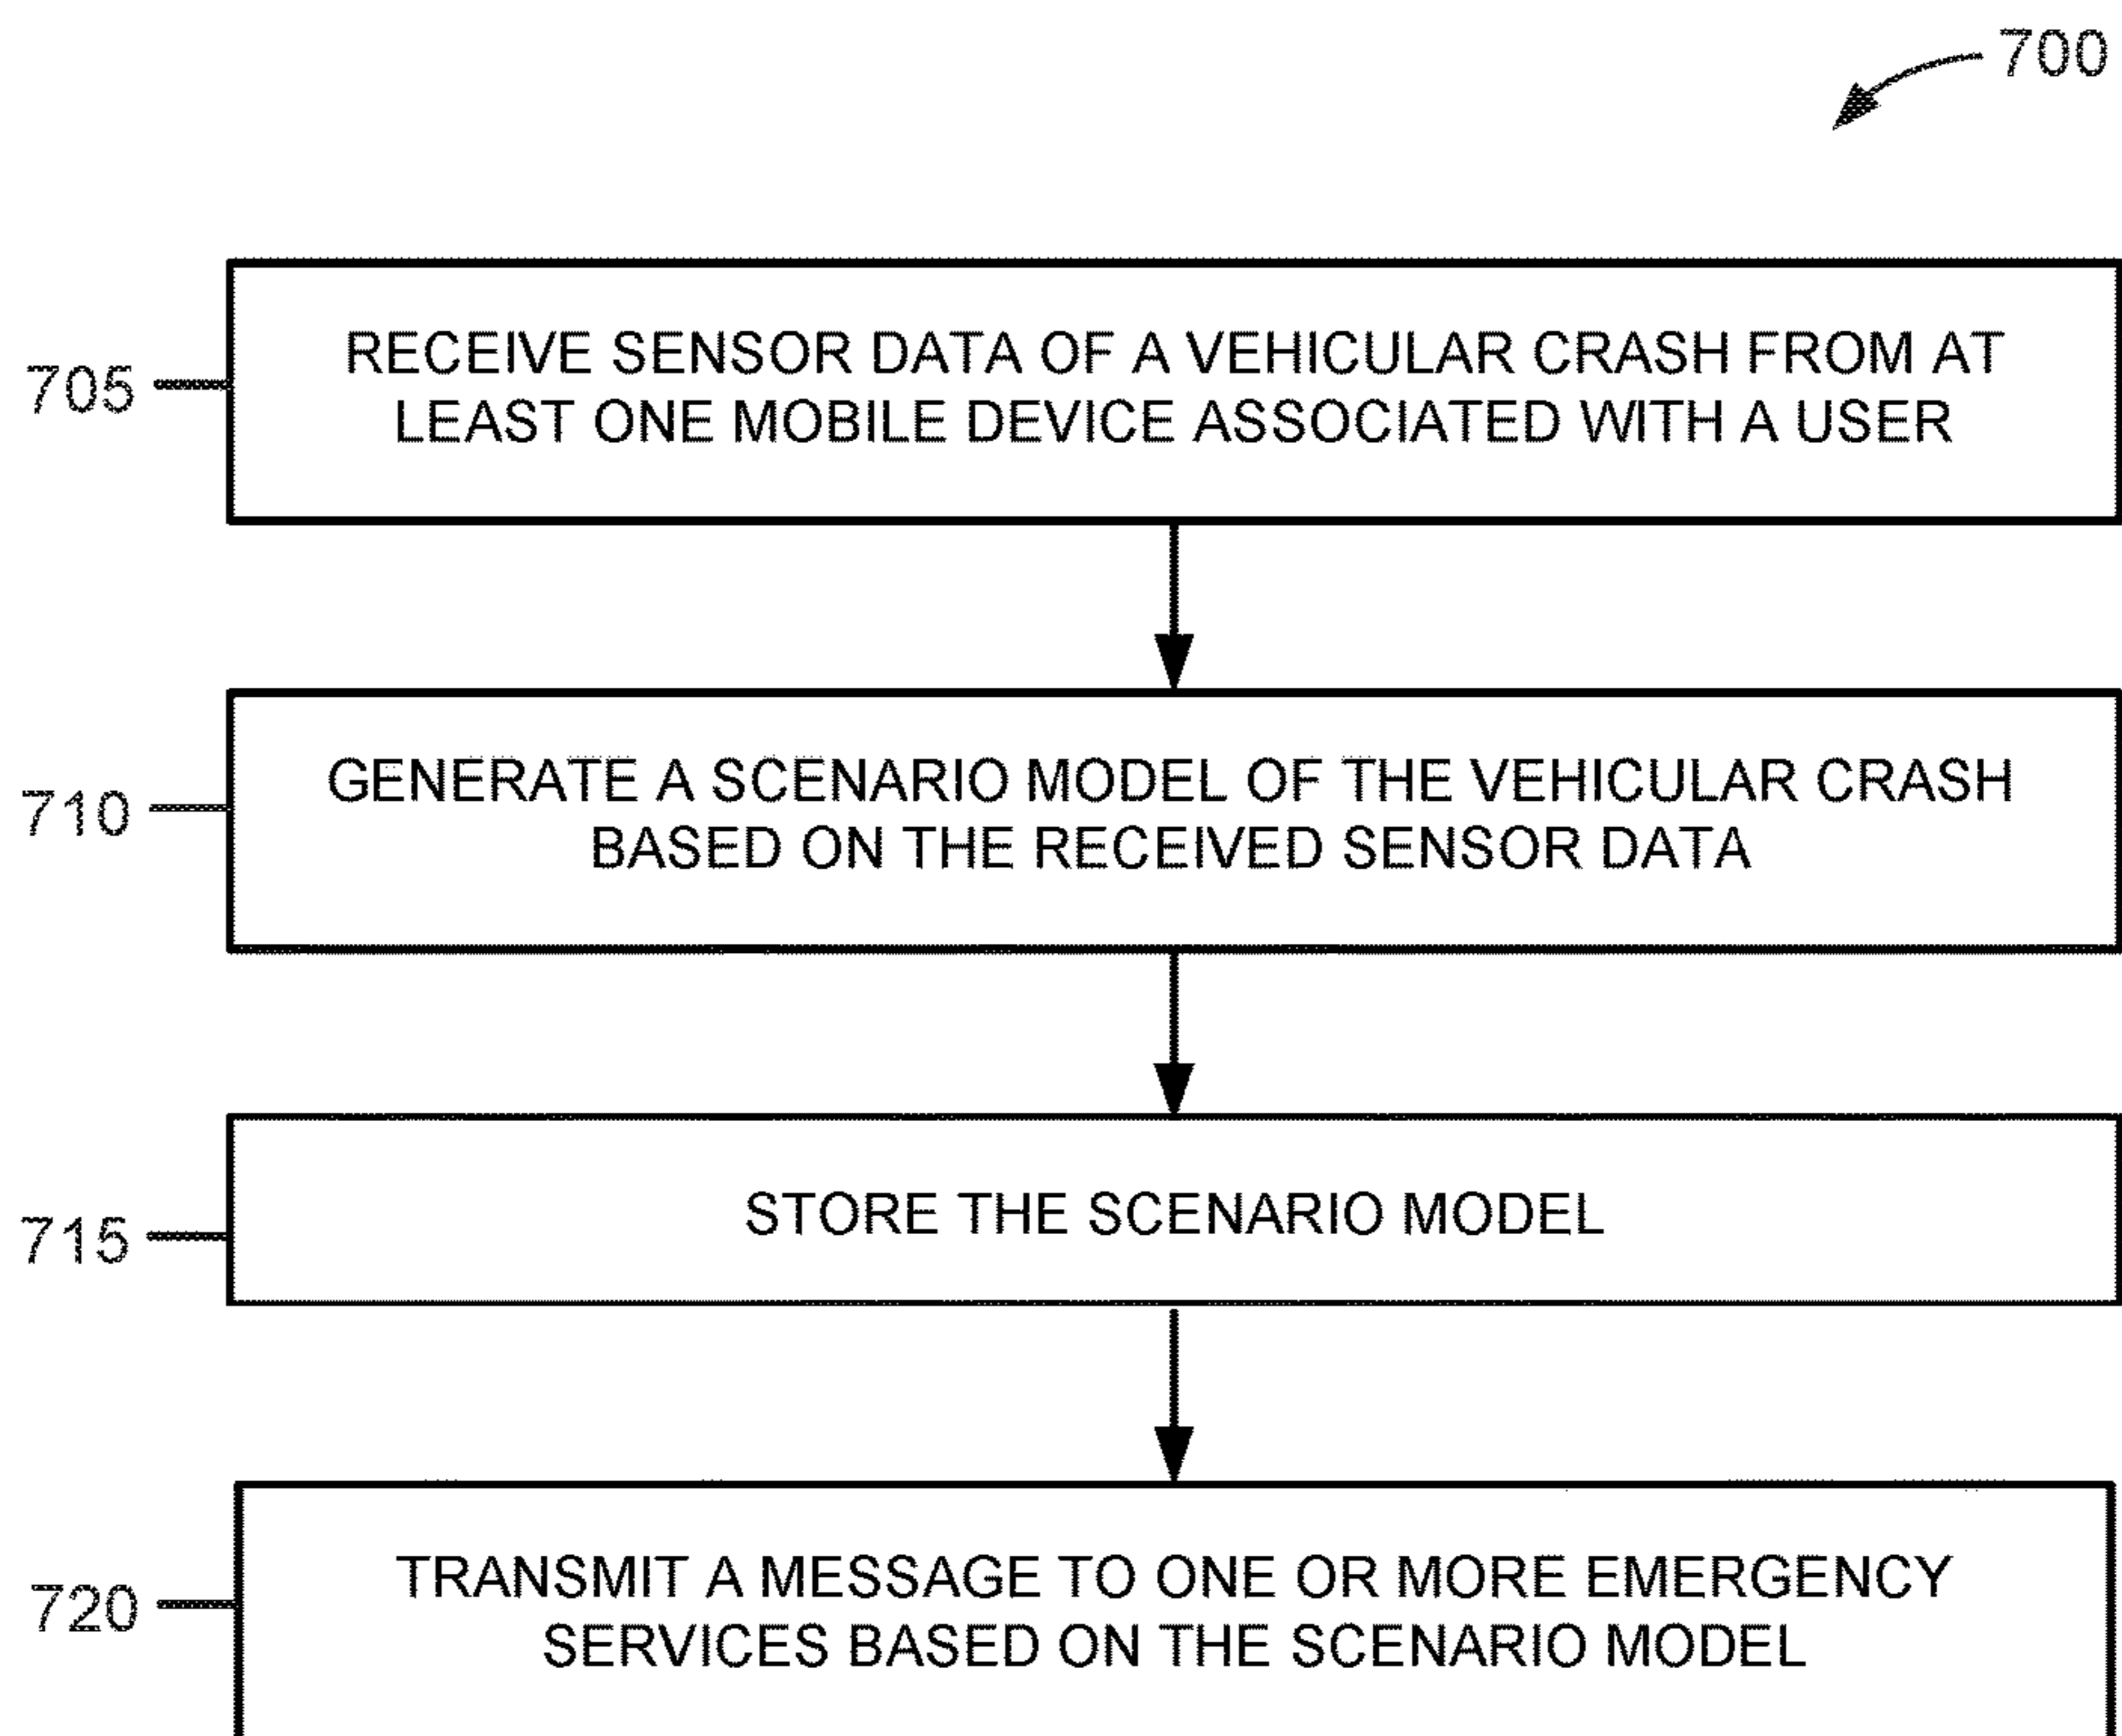 700
705
RECEIVE SENSOR DATA OF A VEHICULAR CRASH FROM AT
LEAST ONE MOBILE DEVICE ASSOCIATED WITH A USER
710
GENERATE A SCENARIO MODEL OF THE VEHICULAR CRASH
BASED ON THE RECEIVED SENSOR DATA
715
STORE THE SCENARIO MODEL
720
TRANSMIT A MESSAGE TO ONE OR MORE EMERGENCY
SERVICES BASED ON THE SCENARIO MODEL